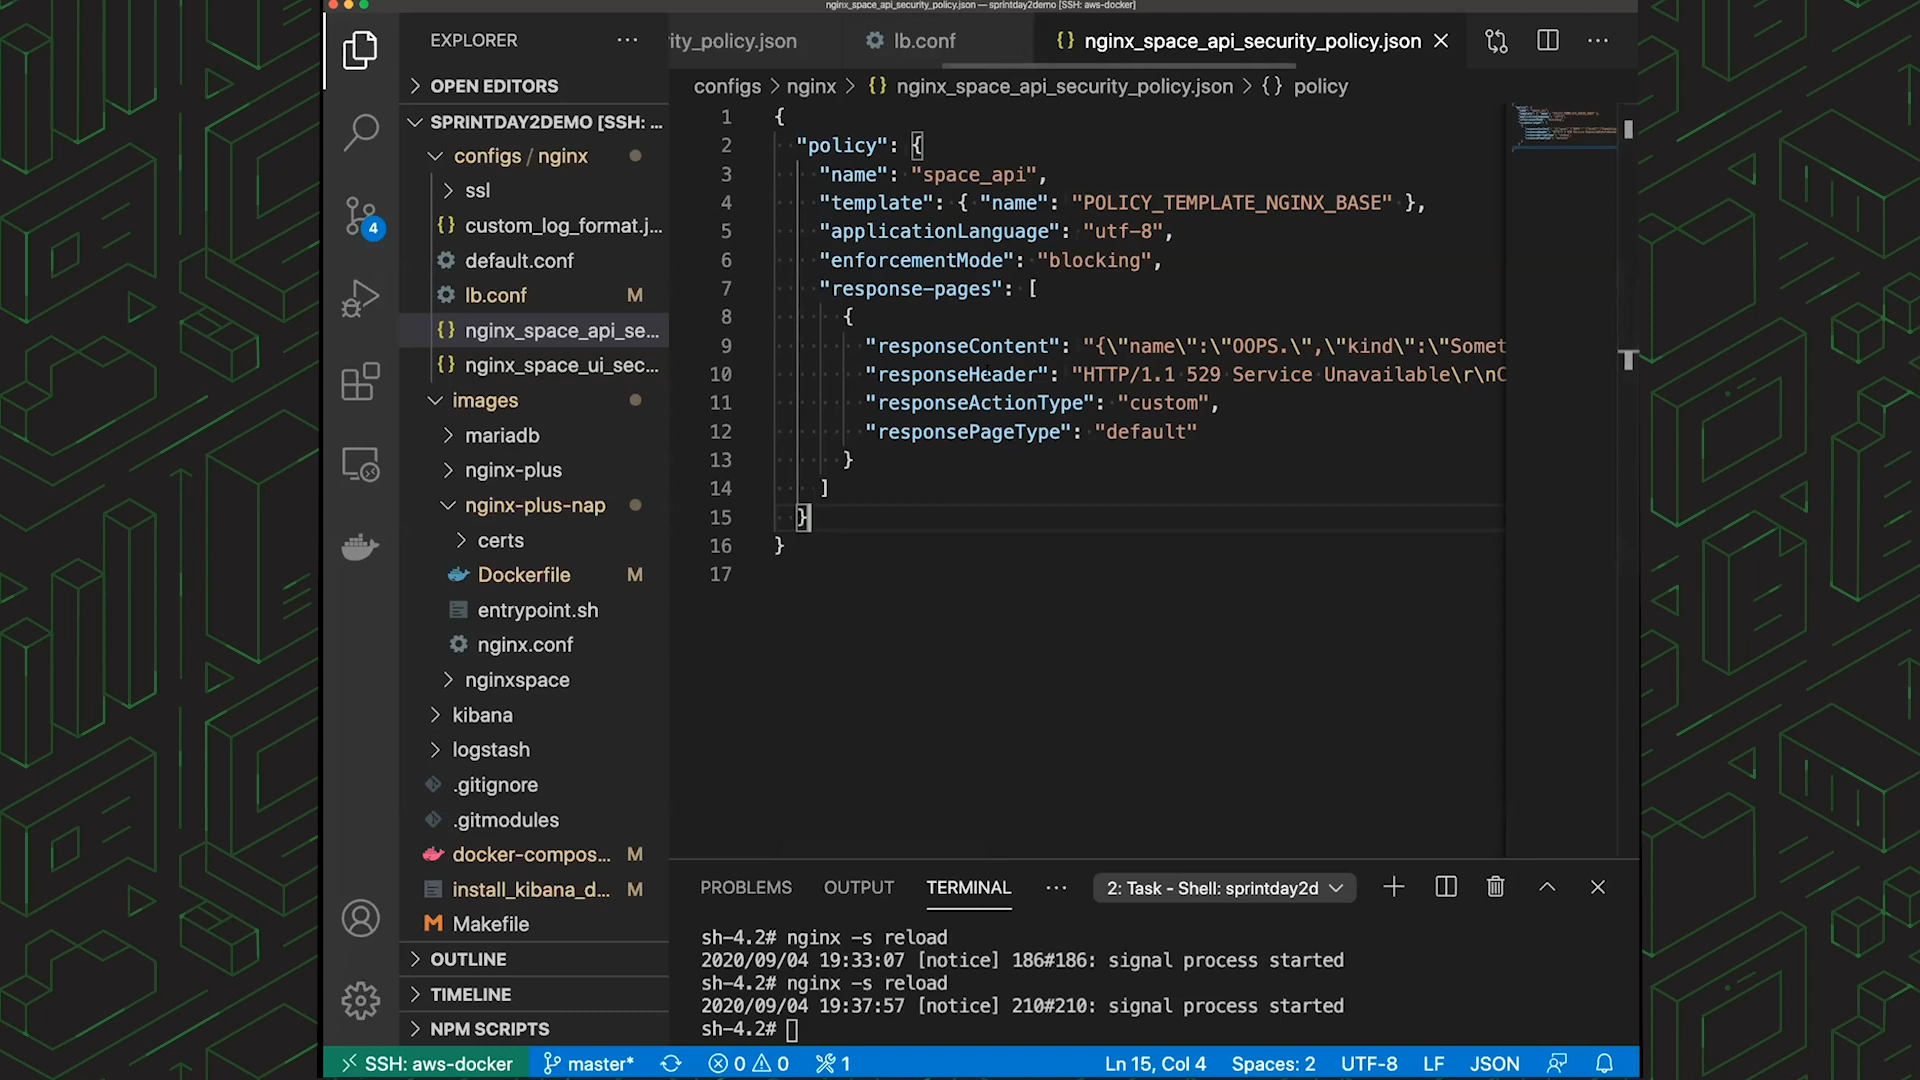 nginx_space_api_security_policy.json — sprintday2demo [SSH: aws-docker]
EXPLORER
ity_policy.json
lb.conf
nginx_space_api_security_policy.json
OPEN EDITORS
configs > nginx > {} nginx_space_api_security_policy.json > {} policy
SPRINTDAY2DEMO [SSH: ...
configs / nginx
ssl
{} custom_log_format.j...
default.conf
lb.conf M
{} nginx_space_api_se...
{} nginx_space_ui_sec...
images
mariadb
nginx-plus
nginx-plus-nap
certs
Dockerfile M
entrypoint.sh
nginx.conf
nginxspace
kibana
logstash
.gitignore
.gitmodules
docker-compos... M
install_kibana_d... M
Makefile
OUTLINE
TIMELINE
NPM SCRIPTS
4
1 {
2 "policy": {
3 "name": "space_api",
4 "template": { "name": "POLICY_TEMPLATE_NGINX_BASE" },
5 "applicationLanguage": "utf-8",
6 "enforcementMode": "blocking",
7 "response-pages": [
8 {
9 "responseContent": "{\"name\":\"OOPS.\",\"kind\":\"Somet
10 "responseHeader": "HTTP/1.1 529 Service Unavailable\r\nC
11 "responseActionType": "custom",
12 "responsePageType": "default"
13 }
14 ]
15 }
16 }
17
PROBLEMS OUTPUT TERMINAL ... 2: Task - Shell: sprintday2d
sh-4.2# nginx -s reload
2020/09/04 19:33:07 [notice] 186#186: signal process started
sh-4.2# nginx -s reload
2020/09/04 19:37:57 [notice] 210#210: signal process started
sh-4.2#
SSH: aws-docker master* 0 0 1 Ln 15, Col 4 Spaces: 2 UTF-8 LF JSON